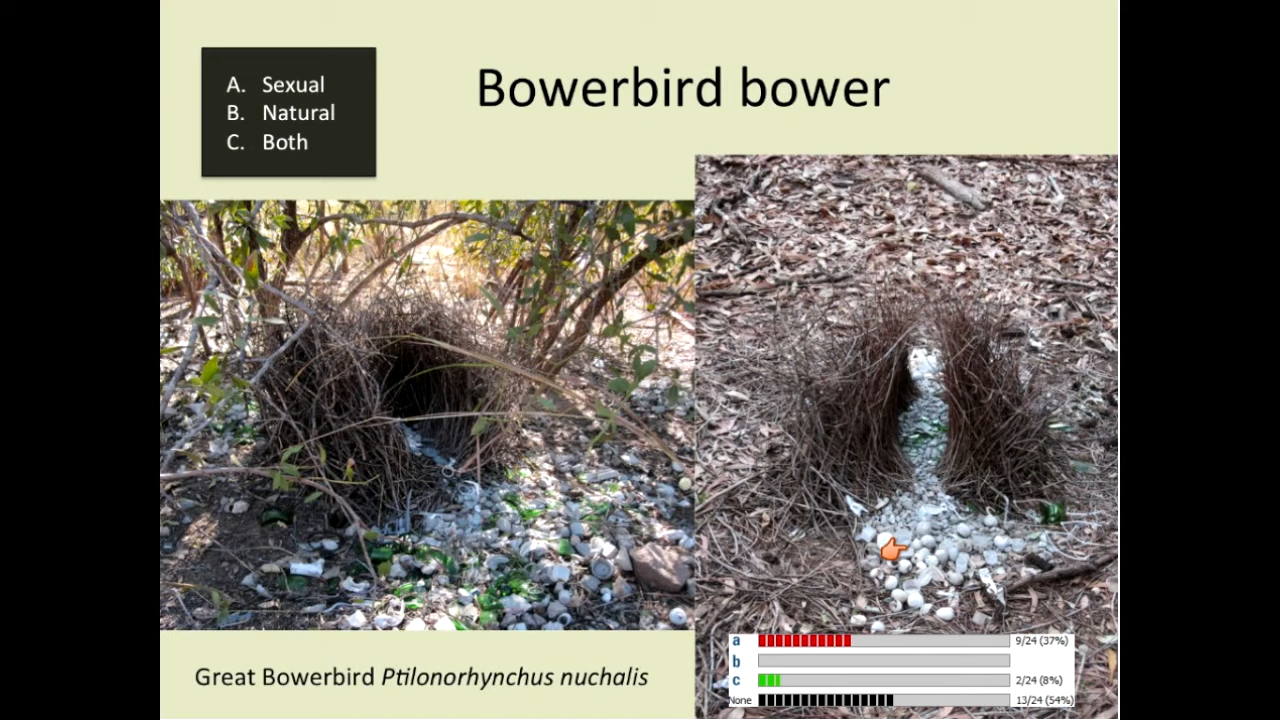 A. Sexual
B. Natural
C. Both
Bowerbird bower
Great Bowerbird Ptilonorhynchus nuchalis
a 9/24 (37%)
b
c 2/24 (8%)
None 13/24 (54%)